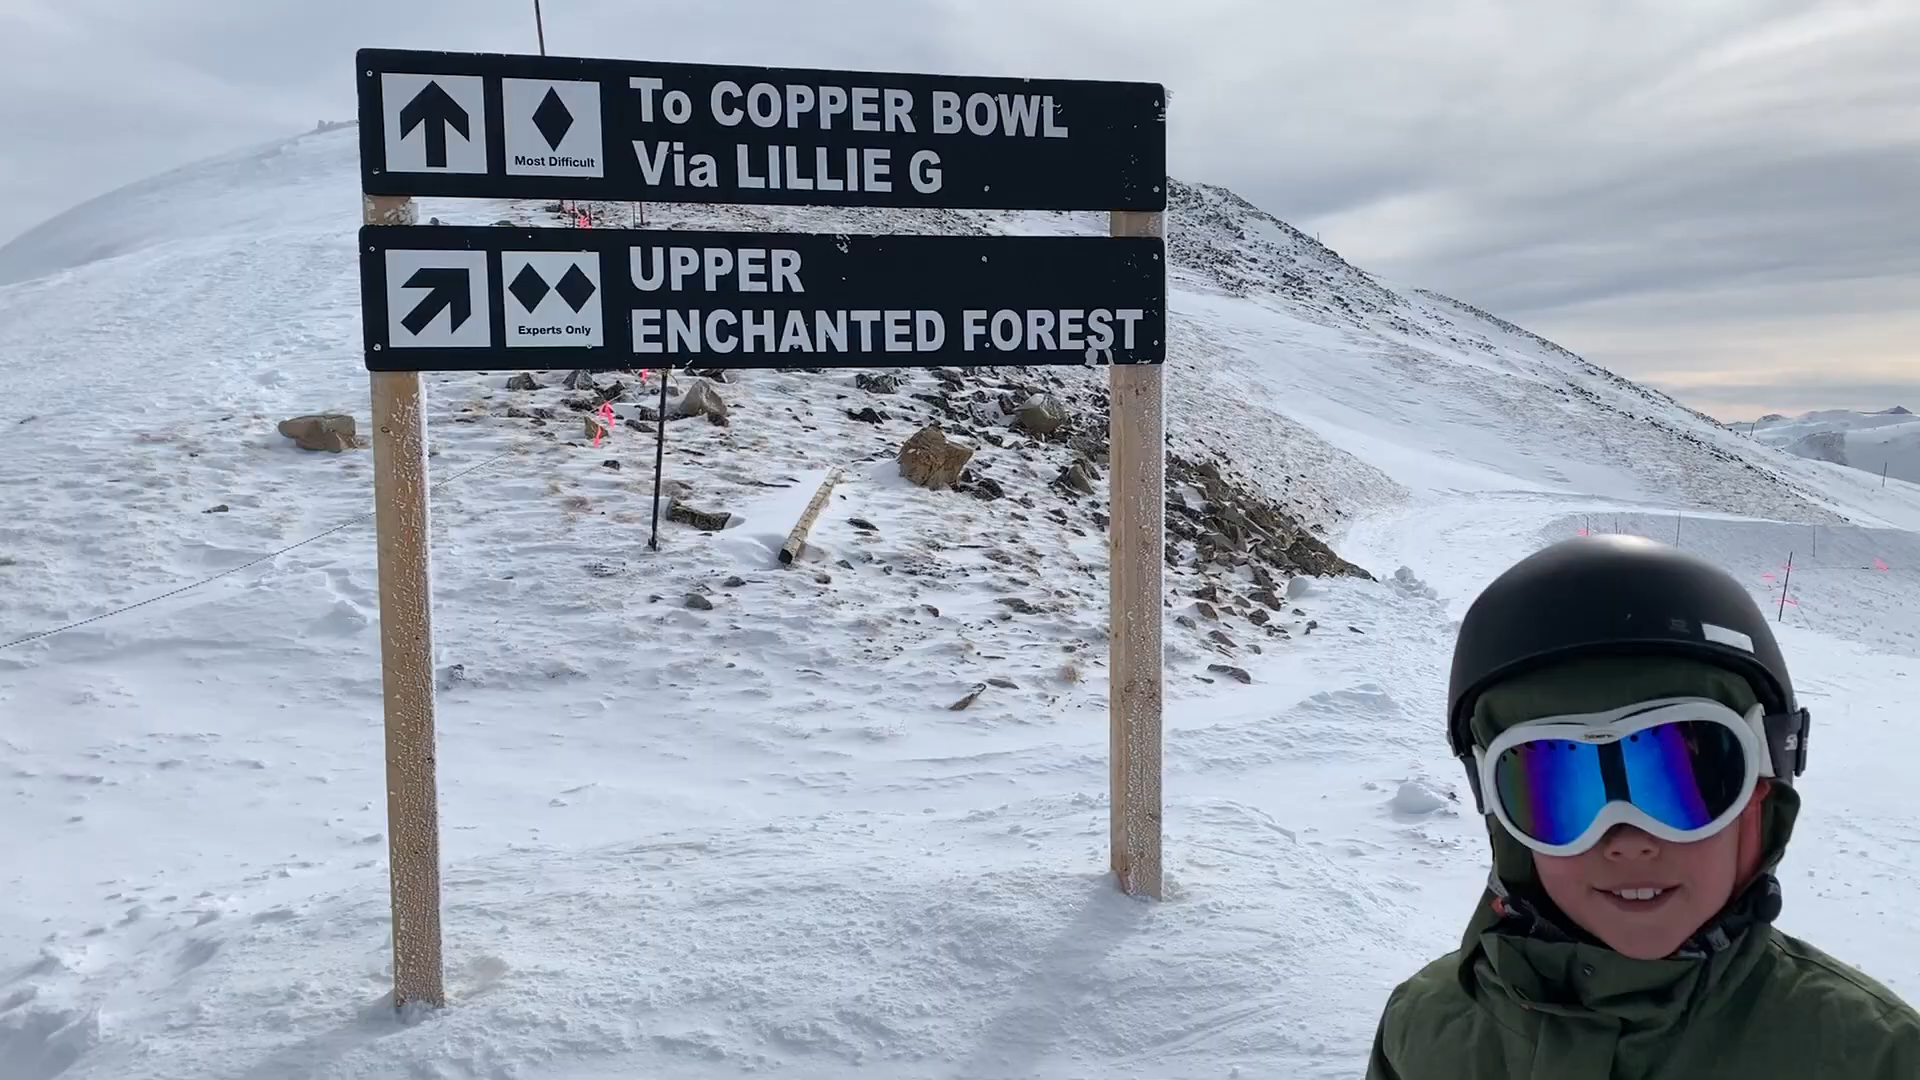 To COPPER BOWL
Via LILLIE G
Most Difficult
UPPER
ENCHANTED FOREST
Experts Only